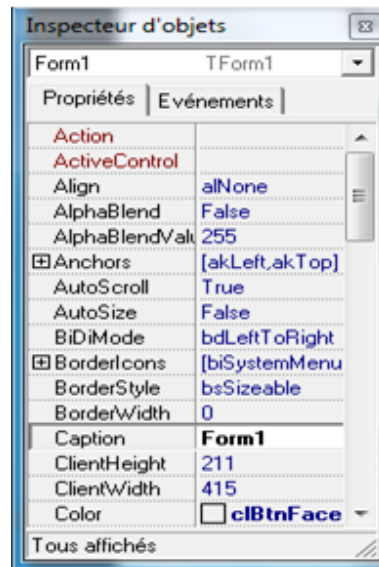 Inspecteur d'objets
Form1 TForm1
Propriétés Evénements
Action
ActiveControl
Align alNone
AlphaBlend False
AlphaBlendValu 255
Anchors [akLeft,akTop]
AutoScroll True
AutoSize False
BiDiMode bdLeftToRight
BorderIcons [biSystemMenu
BorderStyle bsSizeable
BorderWidth 0
Caption Form1
ClientHeight 211
ClientWidth 415
Color clBtnFace
Tous affichés